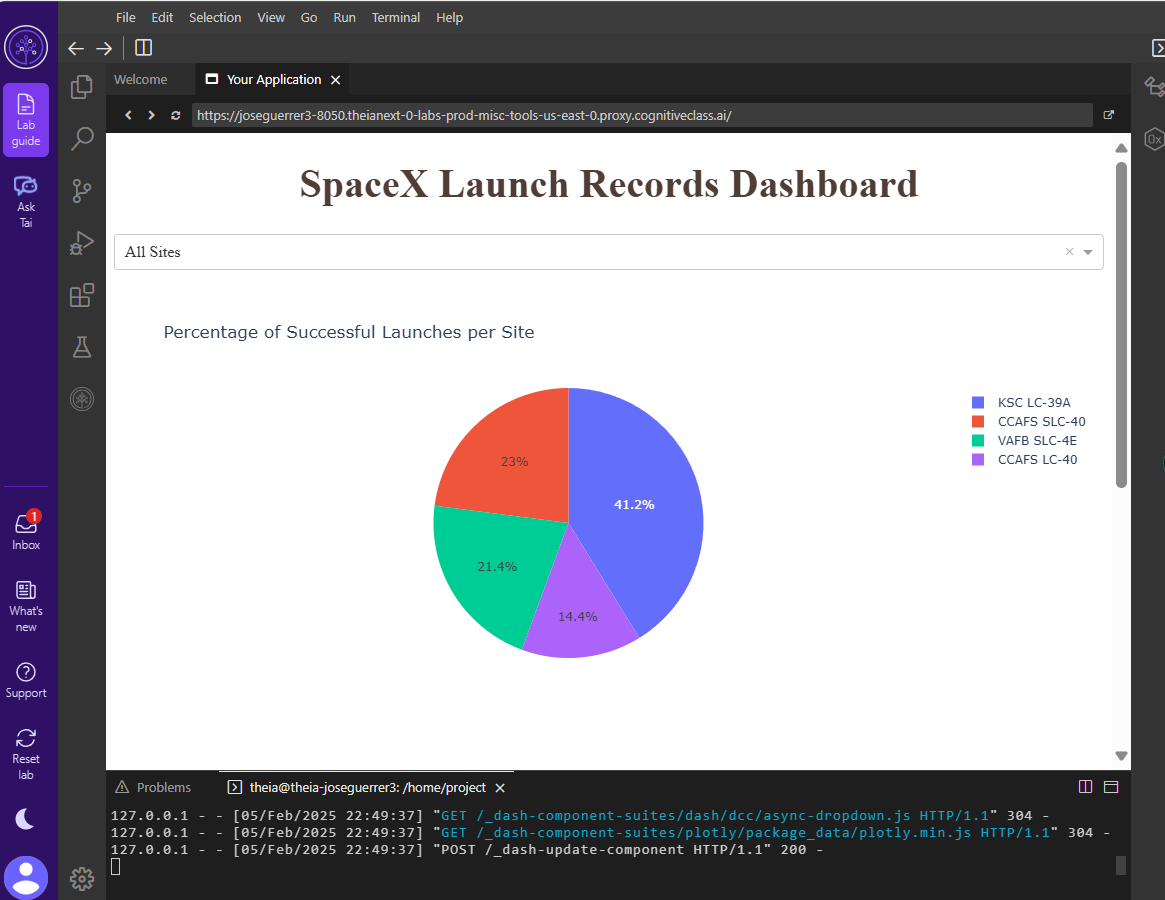 File Edit Selection View Go Run Terminal Help
Lab guide
Ask Tai
Inbox
1
What's new
Support
Reset lab
Welcome
Your Application
https://joseguerrer3-8050.theianext-0-labs-prod-misc-tools-us-east-0.proxy.cognitiveclass.ai/
0x
SpaceX Launch Records Dashboard
All Sites
Percentage of Successful Launches per Site
KSC LC-39A
CCAFS SLC-40
VAFB SLC-4E
CCAFS LC-40
23%
41.2%
21.4%
14.4%
Problems
theia@theia-joseguerrer3: /home/project
127.0.0.1 - - [05/Feb/2025 22:49:37] "GET /_dash-component-suites/dash/dcc/async-dropdown.js HTTP/1.1" 304 -
127.0.0.1 - - [05/Feb/2025 22:49:37] "GET /_dash-component-suites/plotly/package_data/plotly.min.js HTTP/1.1" 304 -
127.0.0.1 - - [05/Feb/2025 22:49:37] "POST /_dash-update-component HTTP/1.1" 200 -